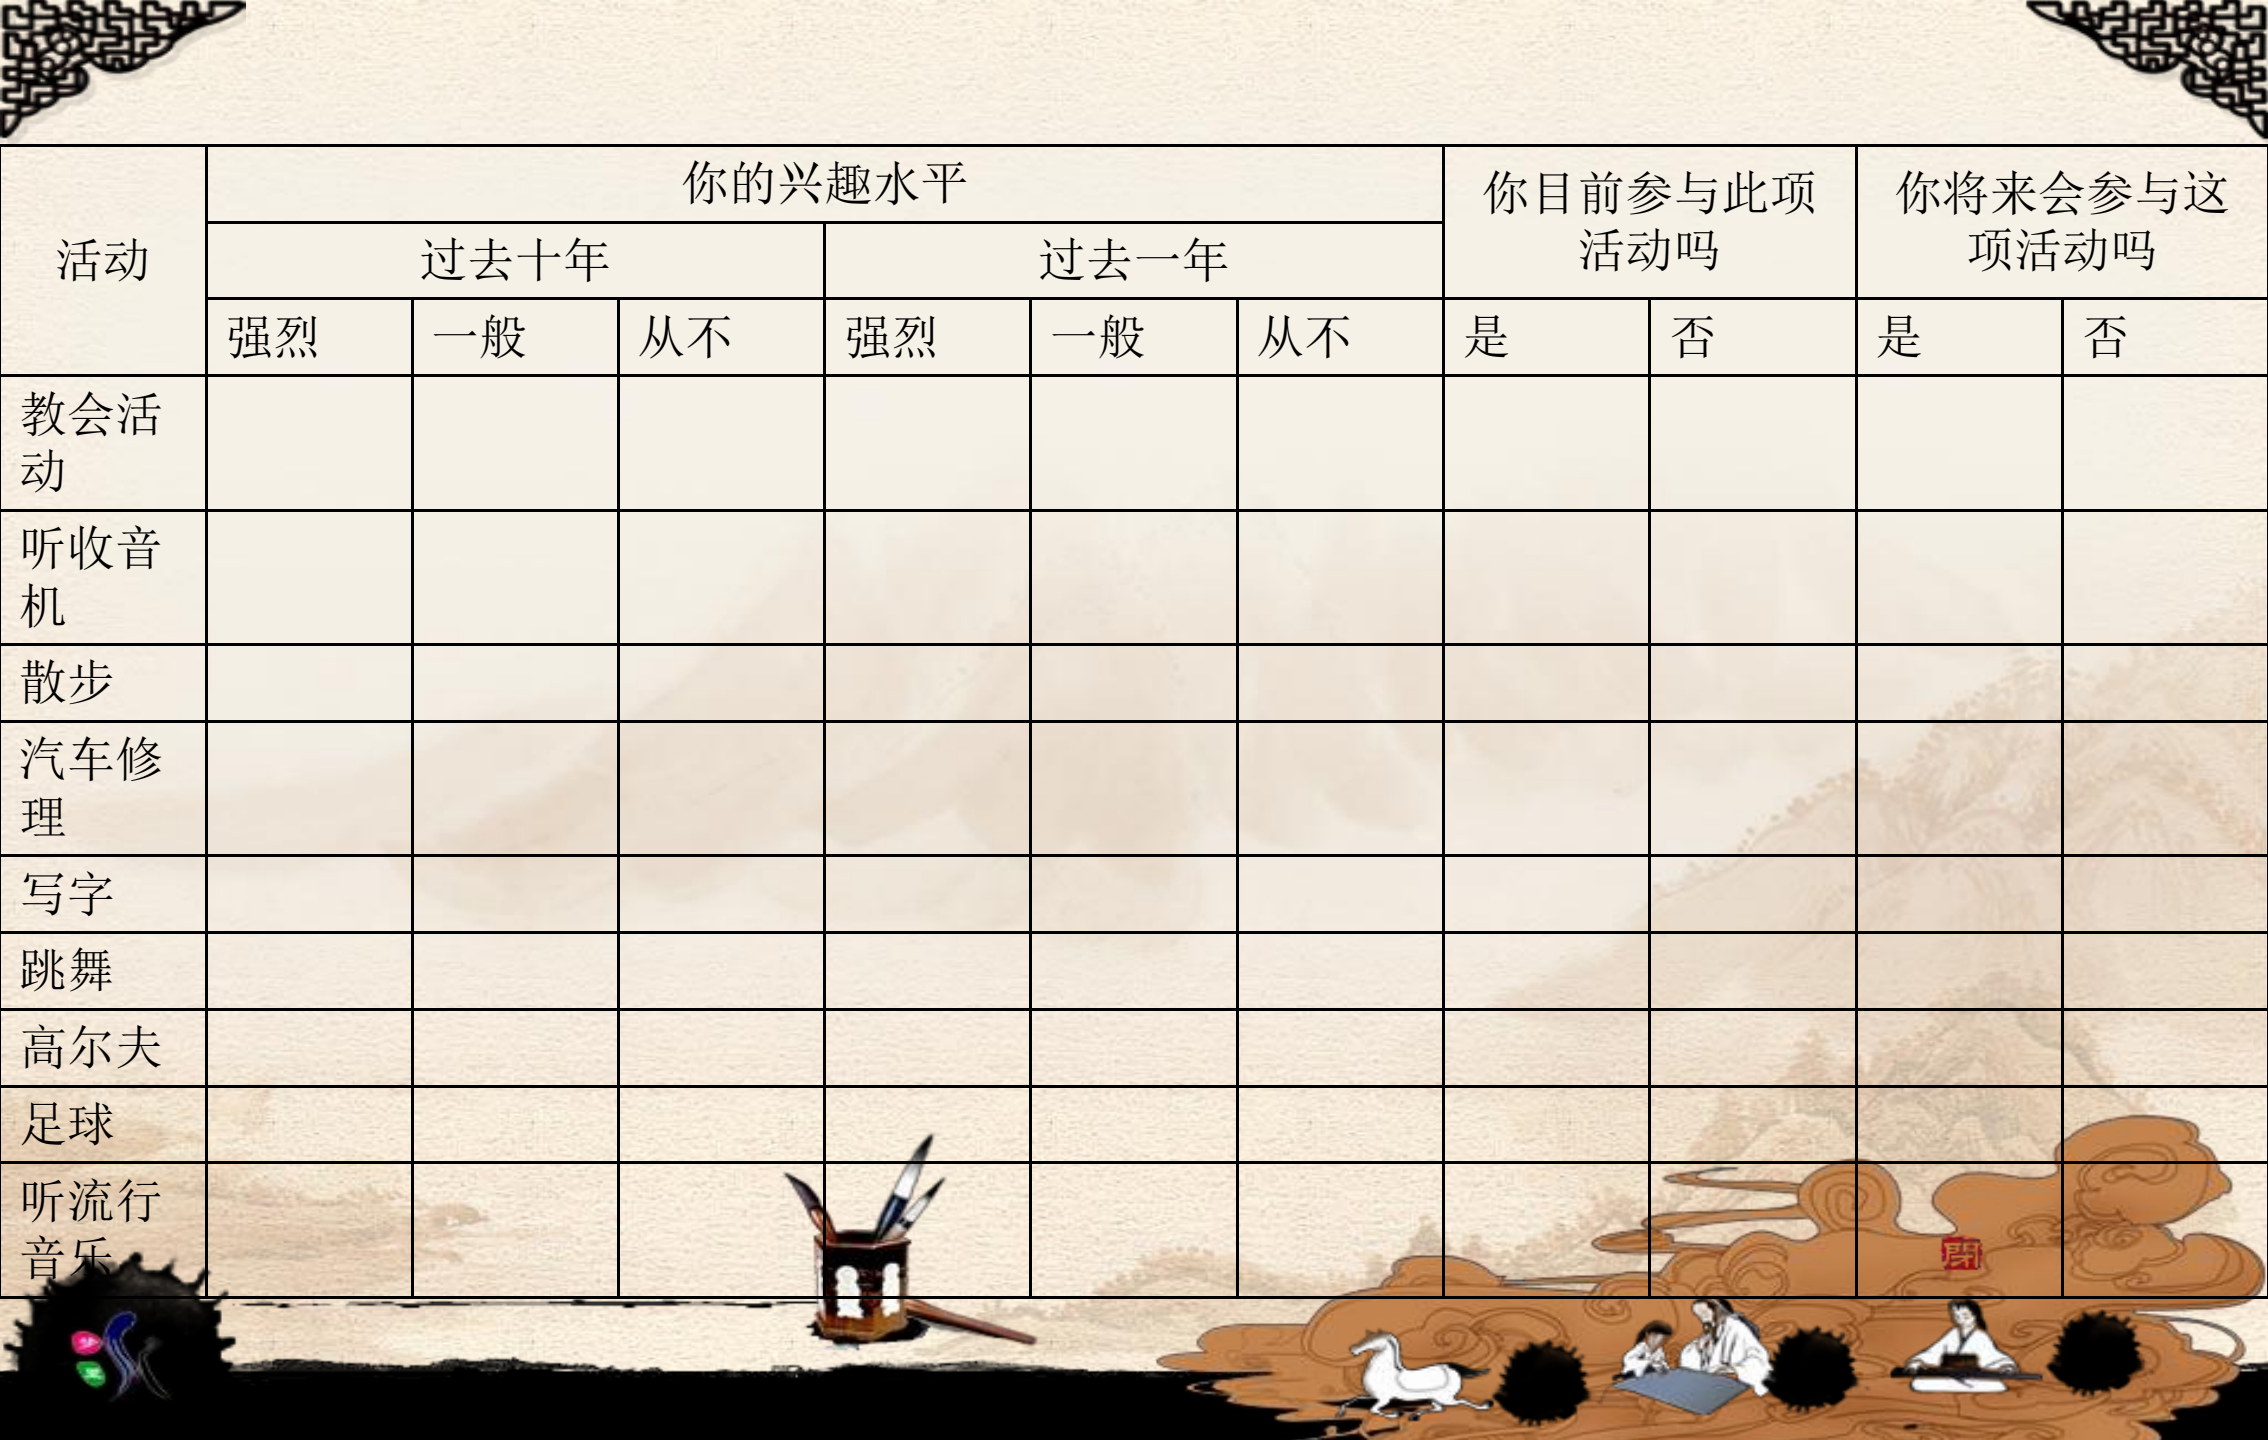 你的兴趣水平
你目前参与此项
活动吗
你将来会参与这
项活动吗
活动
过去十年
过去一年
强烈
一般
从不
强烈
一般
从不
是
否
是
否
教会活
动
听收音
机
散步
汽车修
理
写字
跳舞
高尔夫
足球
听流行
音乐